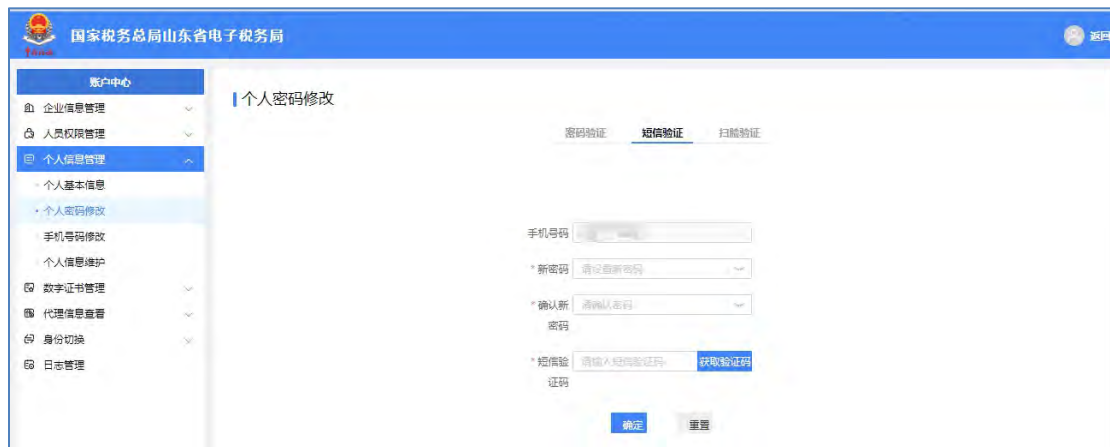 国家税务总局山东省电子税务局
返回
账户中心
企业信息管理
人员权限管理
个人信息管理
个人基本信息
个人密码修改
手机号码修改
个人信息维护
数字证书管理
代理信息查看
身份切换
日志管理
个人密码修改
密码验证 短信验证 扫脸验证
手机号码
*新密码 请设置新密码
*确认新
密码
请确认密码
*短信验
证码
请输入短信验证码
获取验证码
确定 重置